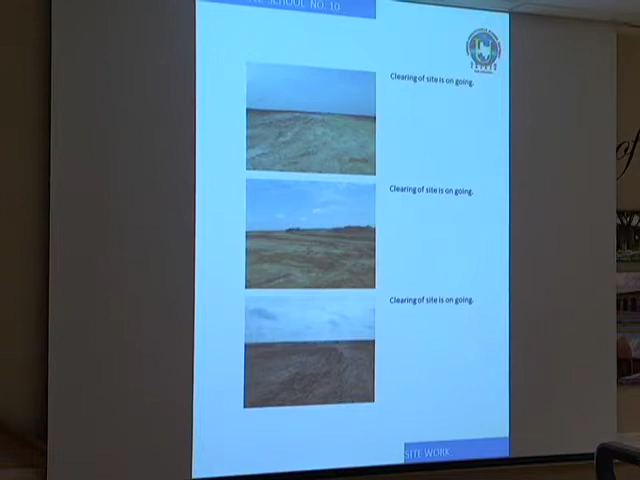 SCHOOL NO. 10
Clearing of site is on going.
Clearing of site is on going.
Clearing of site is on going.
SITE WORK
of